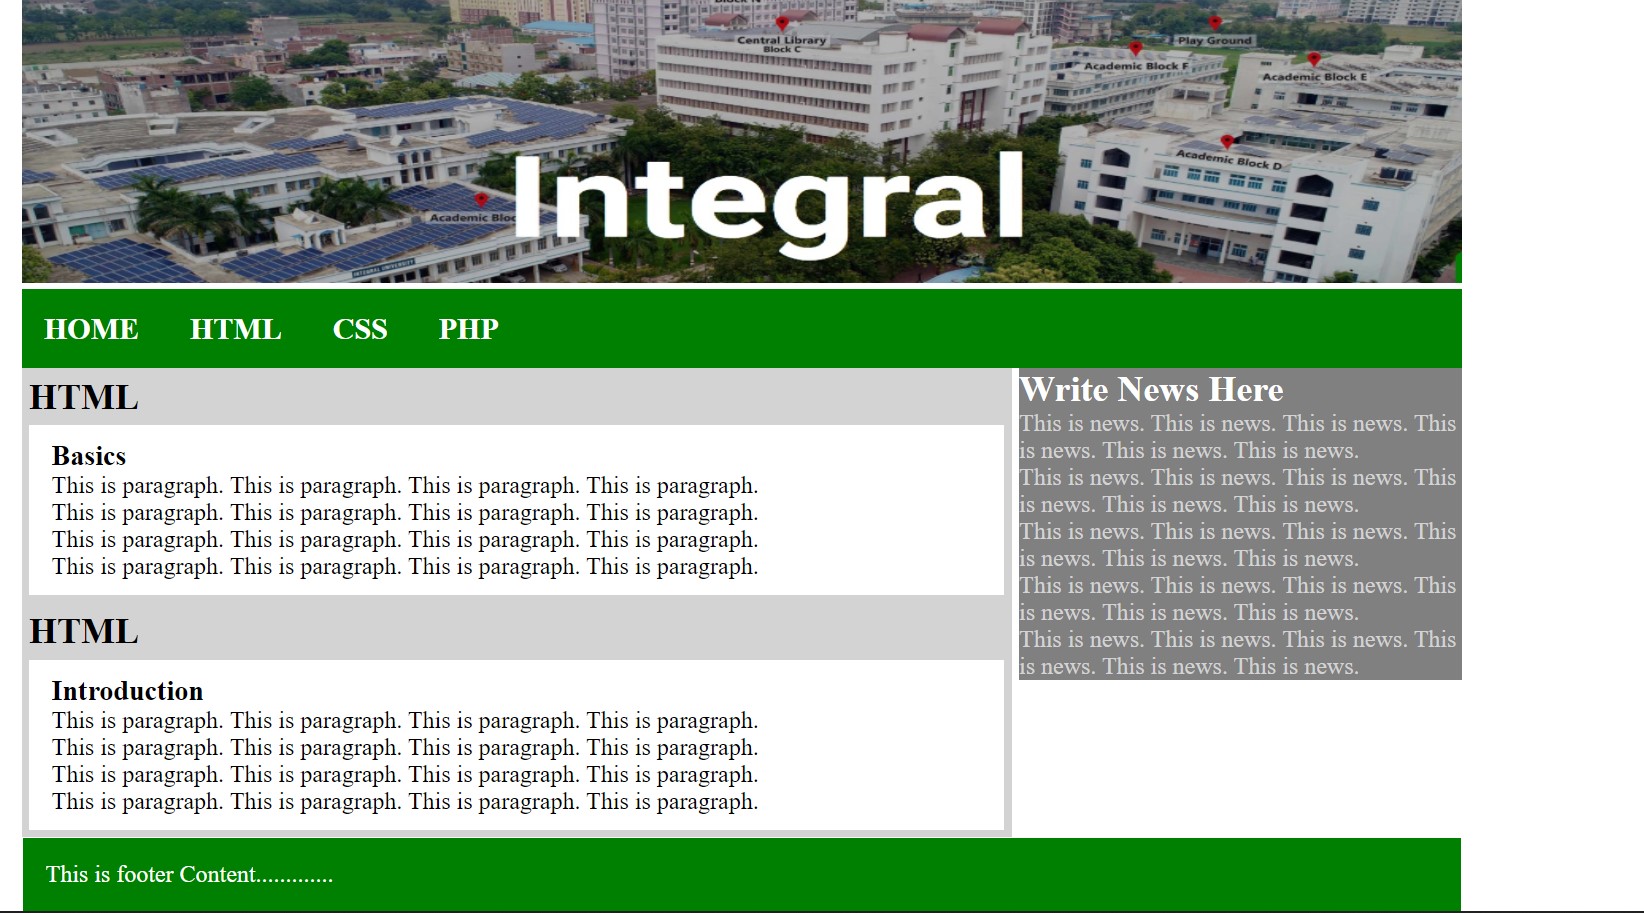 Block N
Central Library
Block C
Play Ground
Academic Block F
Academic Block E
Academic Block D
Academic Bloc
INTEGRAL UNIVERSITY
Integral
HOME HTML CSS PHP
HTML
Basics
This is paragraph. This is paragraph. This is paragraph. This is paragraph.
This is paragraph. This is paragraph. This is paragraph. This is paragraph.
This is paragraph. This is paragraph. This is paragraph. This is paragraph.
This is paragraph. This is paragraph. This is paragraph. This is paragraph.
HTML
Introduction
This is paragraph. This is paragraph. This is paragraph. This is paragraph.
This is paragraph. This is paragraph. This is paragraph. This is paragraph.
This is paragraph. This is paragraph. This is paragraph. This is paragraph.
This is paragraph. This is paragraph. This is paragraph. This is paragraph.
Write News Here
This is news. This is news. This is news. This
is news. This is news. This is news.
This is news. This is news. This is news. This
is news. This is news. This is news.
This is news. This is news. This is news. This
is news. This is news. This is news.
This is news. This is news. This is news. This
is news. This is news. This is news.
This is news. This is news. This is news. This
is news. This is news. This is news.
This is footer Content.............